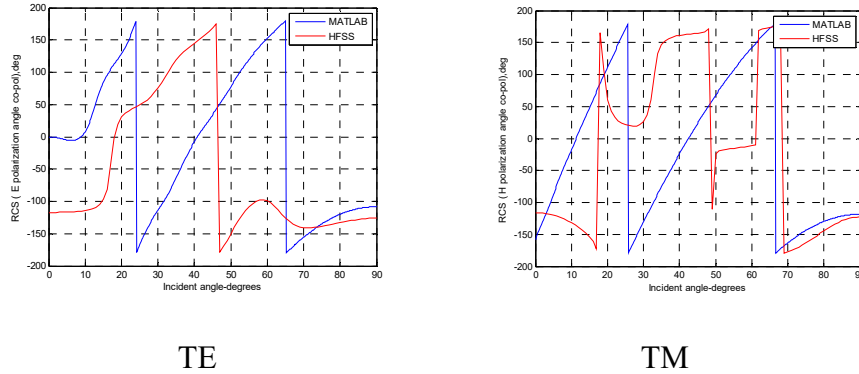 200
150
100
50
0
-50
-100
-150
-200
RCS ( E polatization angle co-pol),deg
MATLAB
HFSS
0 10 20 30 40 50 60 70 80 90
Incident angle-degrees
TE
200
150
100
50
0
-50
-100
-150
-200
RCS ( H polarization angle co-pol),deg
MATLAB
HFSS
0 10 20 30 40 50 60 70 80 90
Incident angle-degrees
TM